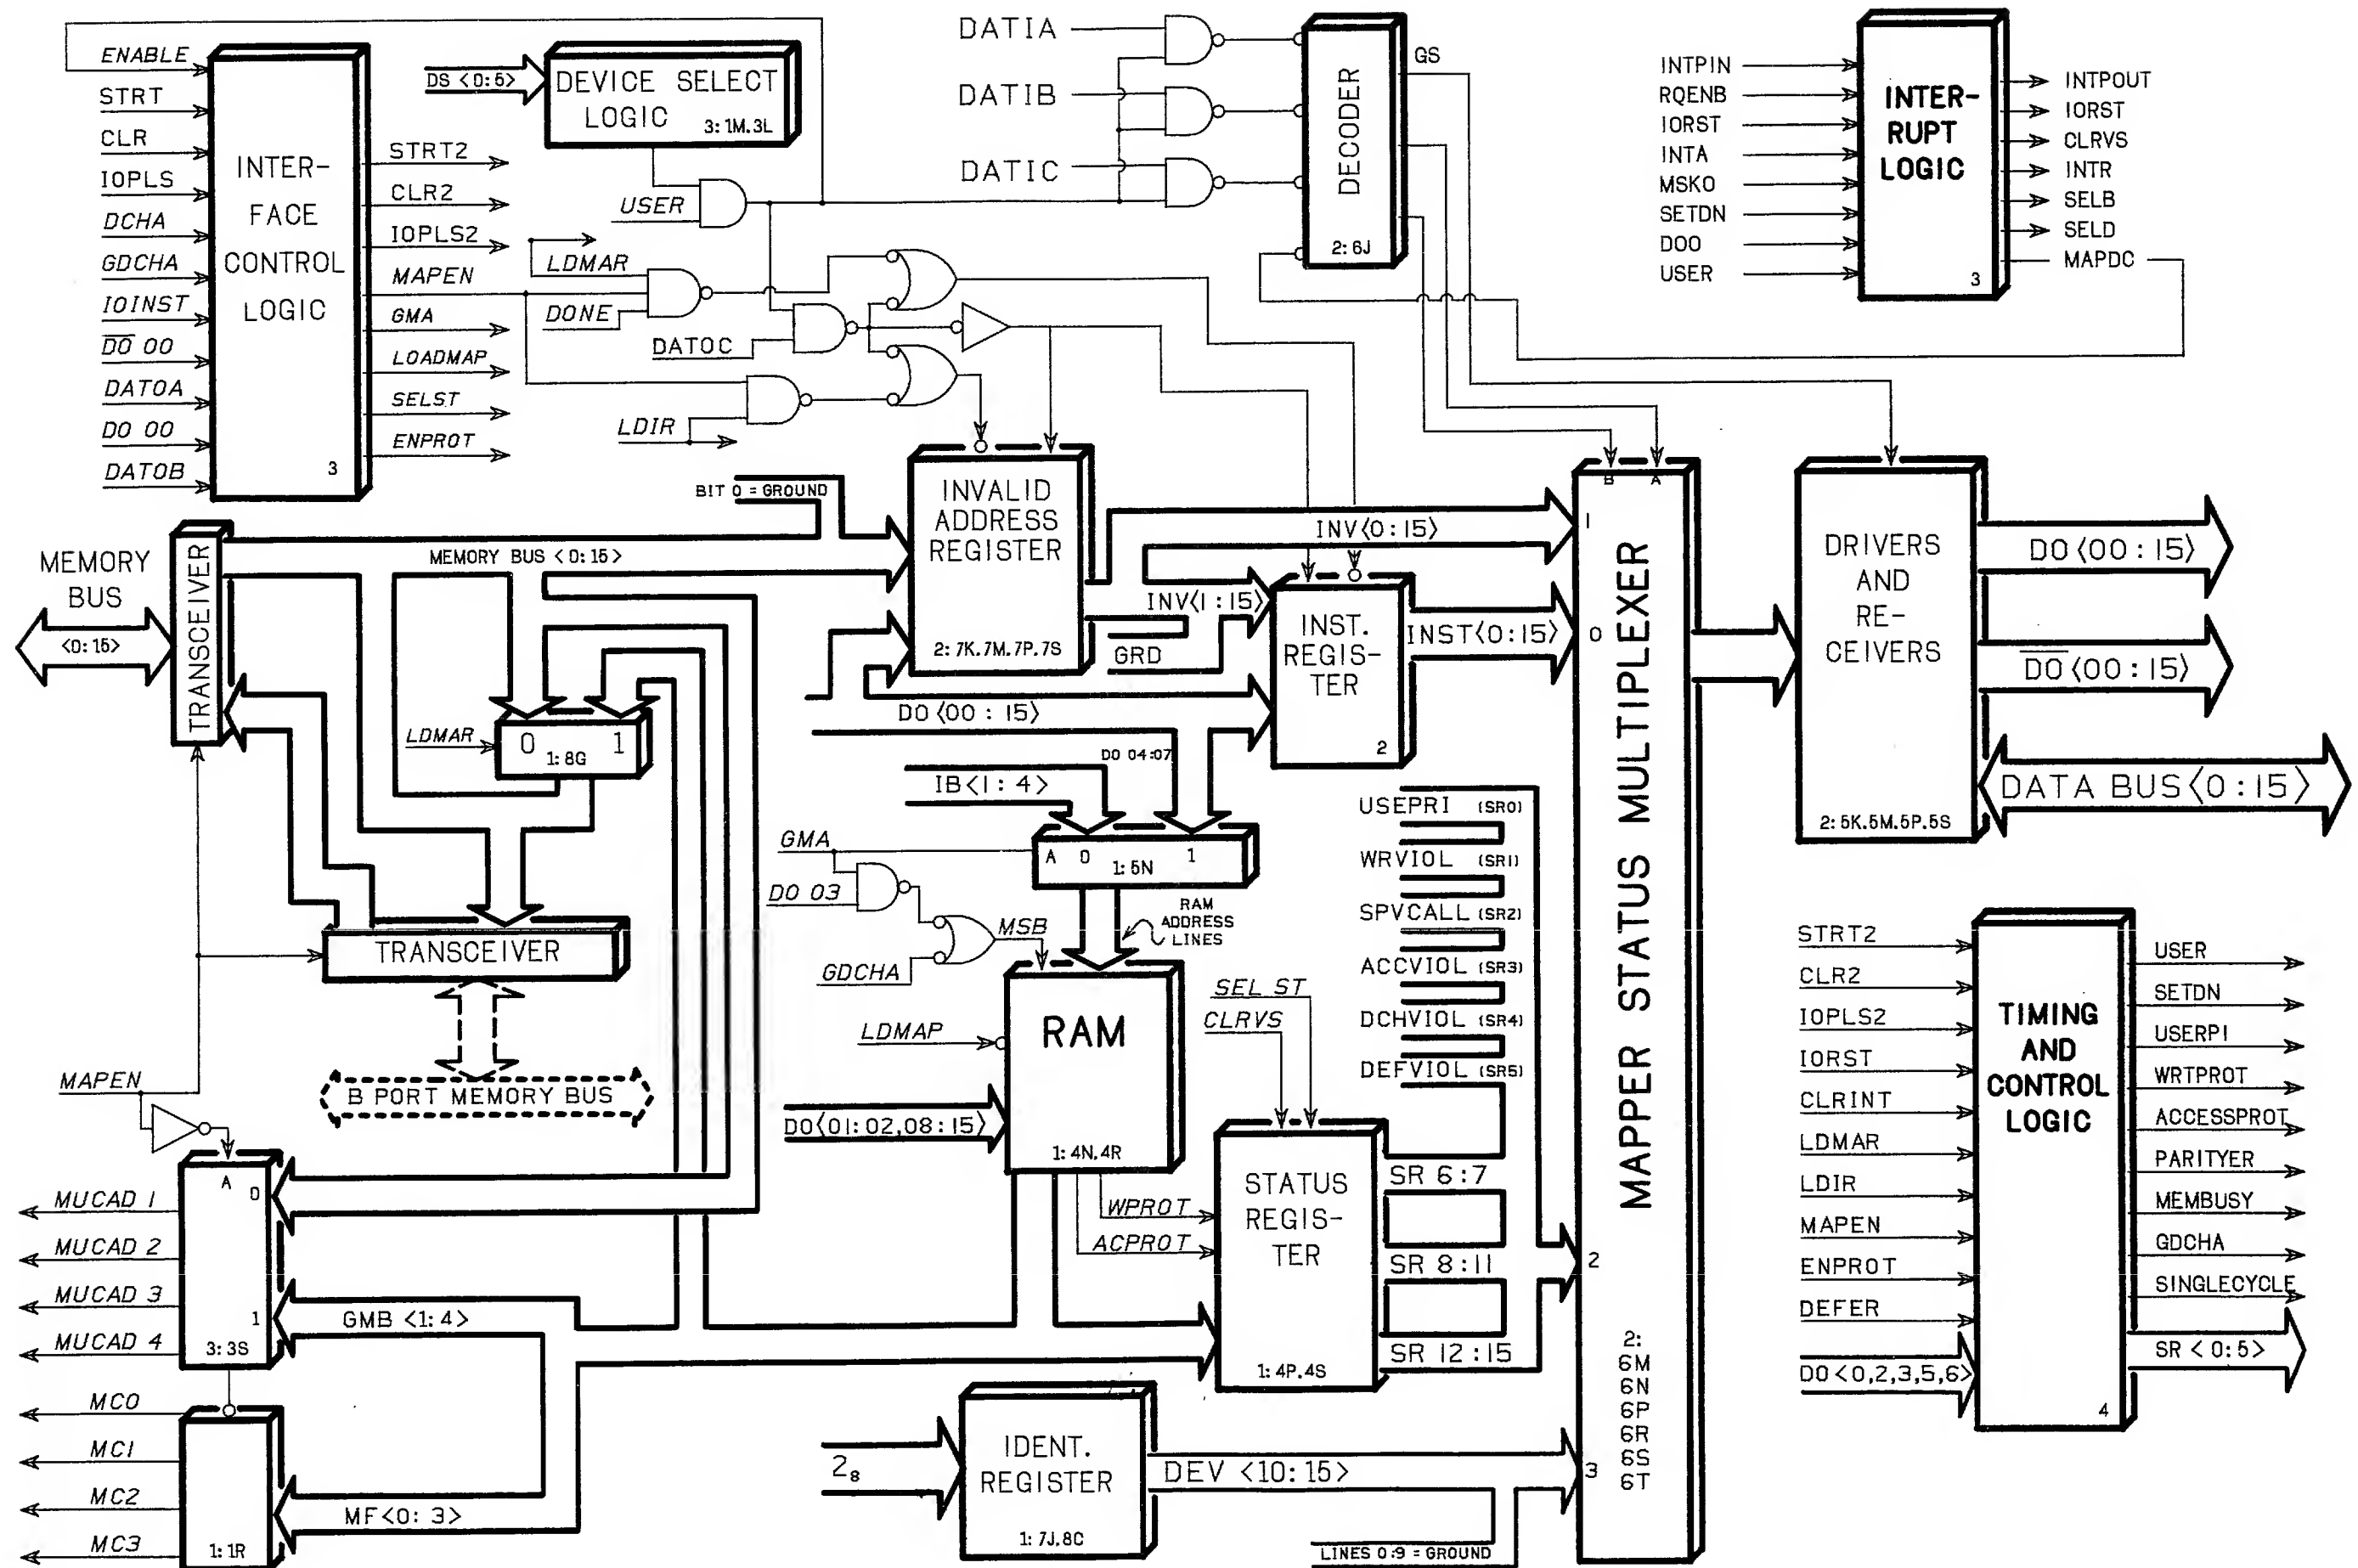 ENABLE
STRT
CLR
IOPLS
DCHA
GDCHA
IOINST
D̅O̅ 00
DATOA
DO 00
DATOB
INTER-
FACE
CONTROL
LOGIC
3
STRT2
CLR2
IOPLS2
MAPEN
GMA
LOADMAP
SELST
ENPROT
DS <0:5>
DEVICE SELECT
LOGIC
3: 1M.3L
USER
LDMAR
DONE
DATOC
LDIR
DATIA
DATIB
DATIC
DECODER
2: 6J
GS
INTPIN
RQENB
IORST
INTA
MSKO
SETDN
DOO
USER
INTER-
RUPT
LOGIC
3
INTPOUT
IORST
CLRVS
INTR
SELB
SELD
MAPDC
MEMORY
BUS
<0:15>
TRANSCEIVER
BIT 0 = GROUND
MEMORY BUS <0:15>
INVALID
ADDRESS
REGISTER
2: 7K.7M.7P.7S
INV<0:15>
INV<1:15>
GRD
DO<00:15>
INST.
REGIS-
TER
2
INST<0:15>
LDMAR
0 1
1: 8G
TRANSCEIVER
B PORT MEMORY BUS
MAPEN
IB<1:4>
DO 04:07
GMA
A 0 1
1: 5N
DO 03
GDCHA
MSB
RAM
ADDRESS
LINES
LDMAP
RAM
1: 4N.4R
DO<01:02,08:15>
SEL ST
CLRVS
WPROT
ACPROT
STATUS
REGIS-
TER
1: 4P.4S
USEPRI (SR0)
WRVIOL (SR1)
SPVCALL (SR2)
ACCVIOL (SR3)
DCHVIOL (SR4)
DEFVIOL (SR5)
SR 6:7
SR 8:11
SR 12:15
B A
1
0
2
3
MAPPER STATUS MULTIPLEXER
2:
6M
6N
6P
6R
6S
6T
DRIVERS
AND
RE-
CEIVERS
2: 5K.5M.5P.5S
DO<00:15>
D̅O̅<00:15>
DATA BUS<0:15>
STRT2
CLR2
IOPLS2
IORST
CLRINT
LDMAR
LDIR
MAPEN
ENPROT
DEFER
DO<0,2,3,5,6>
TIMING
AND
CONTROL
LOGIC
4
USER
SETDN
USERPI
WRTPROT
ACCESSPROT
PARITYER
MEMBUSY
GDCHA
SINGLECYCLE
SR <0:5>
MUCAD 1
MUCAD 2
MUCAD 3
MUCAD 4
A
0
1
3: 3S
GMB <1:4>
MC0
MC1
MC2
MC3
1: 1R
MF<0:3>
2₈
IDENT.
REGISTER
1: 7J.8C
DEV <10:15>
LINES 0:9 = GROUND